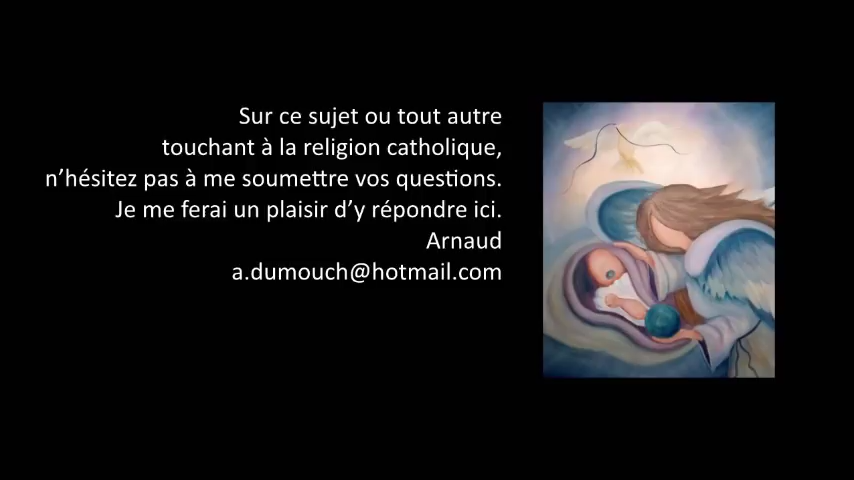 Sur ce sujet ou tout autre
touchant à la religion catholique,
n’hésitez pas à me soumettre vos questions.
Je me ferai un plaisir d’y répondre ici.
Arnaud
a.dumouch@hotmail.com